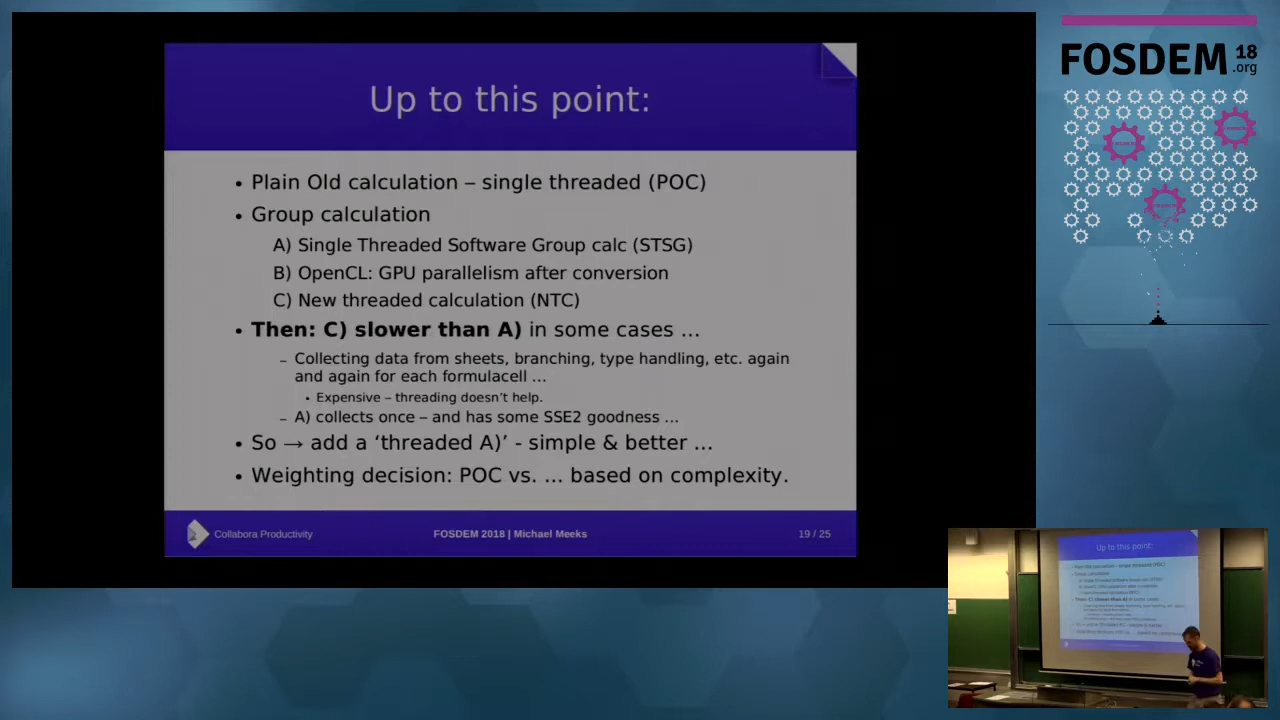 Up to this point:
• Plain Old calculation – single threaded (POC)
• Group calculation
A) Single Threaded Software Group calc (STSG)
B) OpenCL: GPU parallelism after conversion
C) New threaded calculation (NTC)
• Then: C) slower than A) in some cases …
– Collecting data from sheets, branching, type handling, etc. again
and again for each formulacell …
• Expensive – threading doesn't help.
– A) collects once – and has some SSE2 goodness …
• So → add a ‘threaded A)’ - simple & better …
• Weighting decision: POC vs. … based on complexity.
Collabora Productivity
FOSDEM 2018 | Michael Meeks
19 / 25
FOSDEM 18
.org
Up to this point: